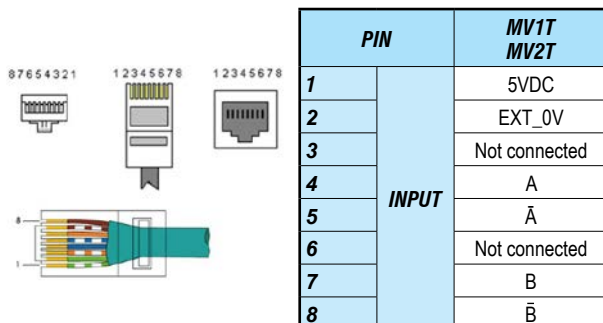 87654321
12345678
12345678
8
1
PIN MV1T
MV2T
INPUT
1 5VDC
2 EXT_0V
3 Not connected
4 A
5 Ā
6 Not connected
7 B
8 B̄